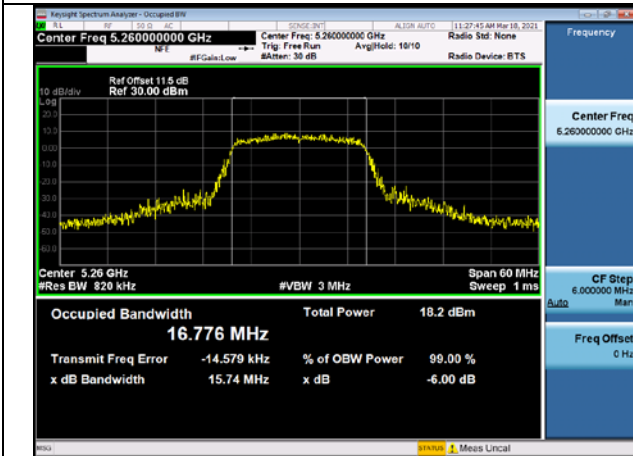 Keysight Spectrum Analyzer - Occupied BW
RL RF 50 Ω AC SENSE:INT ALIGN AUTO 11:27:45 AM Mar 18, 2021
Center Freq 5.260000000 GHz Center Freq: 5.260000000 GHz Radio Std: None
NFE Trig: Free Run Avg|Hold: 10/10
#IFGain:Low #Atten: 30 dB Radio Device: BTS
Ref Offset 11.5 dB
10 dB/div Ref 30.00 dBm
Log
20.0
10.0
0.00
10.0
20.0
30.0
40.0
50.0
60.0
Center 5.26 GHz Span 60 MHz
#Res BW 820 kHz #VBW 3 MHz Sweep 1 ms
Occupied Bandwidth Total Power 18.2 dBm
16.776 MHz
Transmit Freq Error -14.579 kHz % of OBW Power 99.00 %
x dB Bandwidth 15.74 MHz x dB -6.00 dB
MSG STATUS Meas Uncal
Frequency
Center Freq
5.260000000 GHz
CF Step
6.000000 MHz
Auto Man
Freq Offset
0 Hz